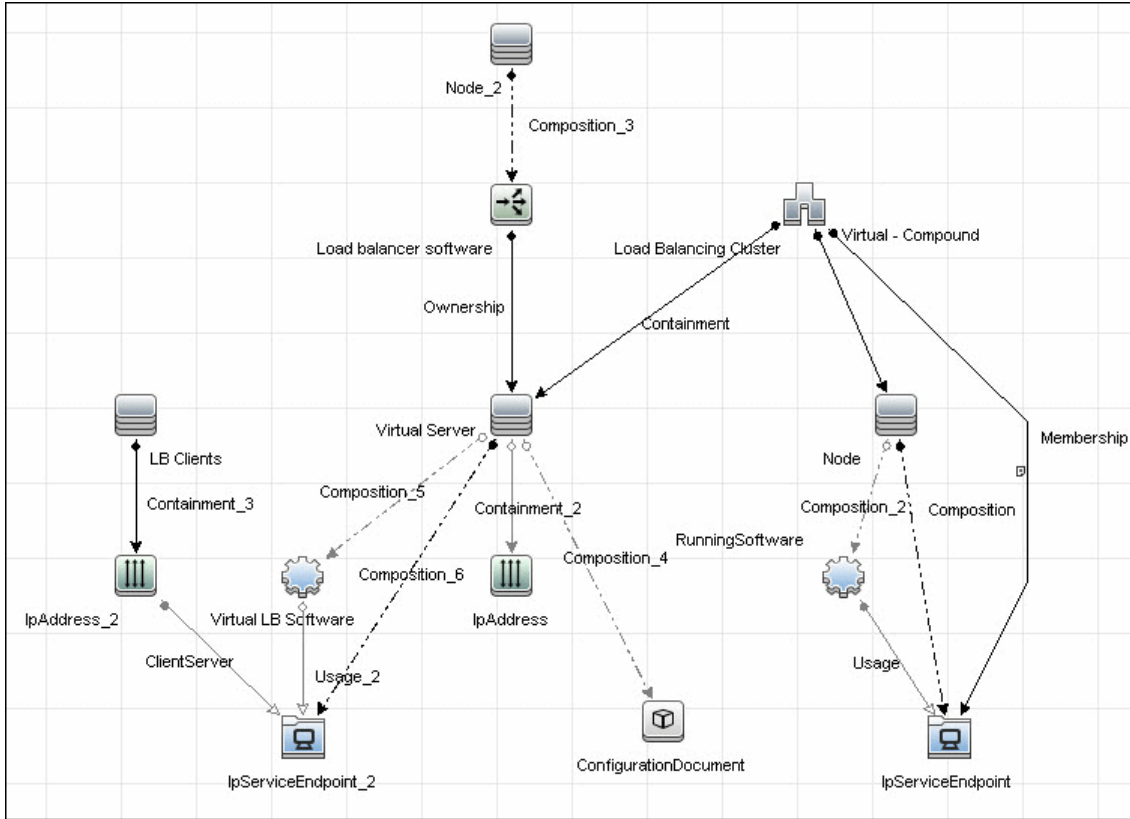 Node_2
Composition_3
Load balancer software
Load Balancing Cluster
Virtual - Compound
Ownership
Containment
Virtual Server
LB Clients
Node
Membership
Composition_5
Containment_3
Containment_2
Composition_2
Composition
RunningSoftware
Composition_4
Composition_6
IpAddress_2
Virtual LB Software
IpAddress
ClientServer
Usage_2
Usage
IpServiceEndpoint_2
ConfigurationDocument
IpServiceEndpoint